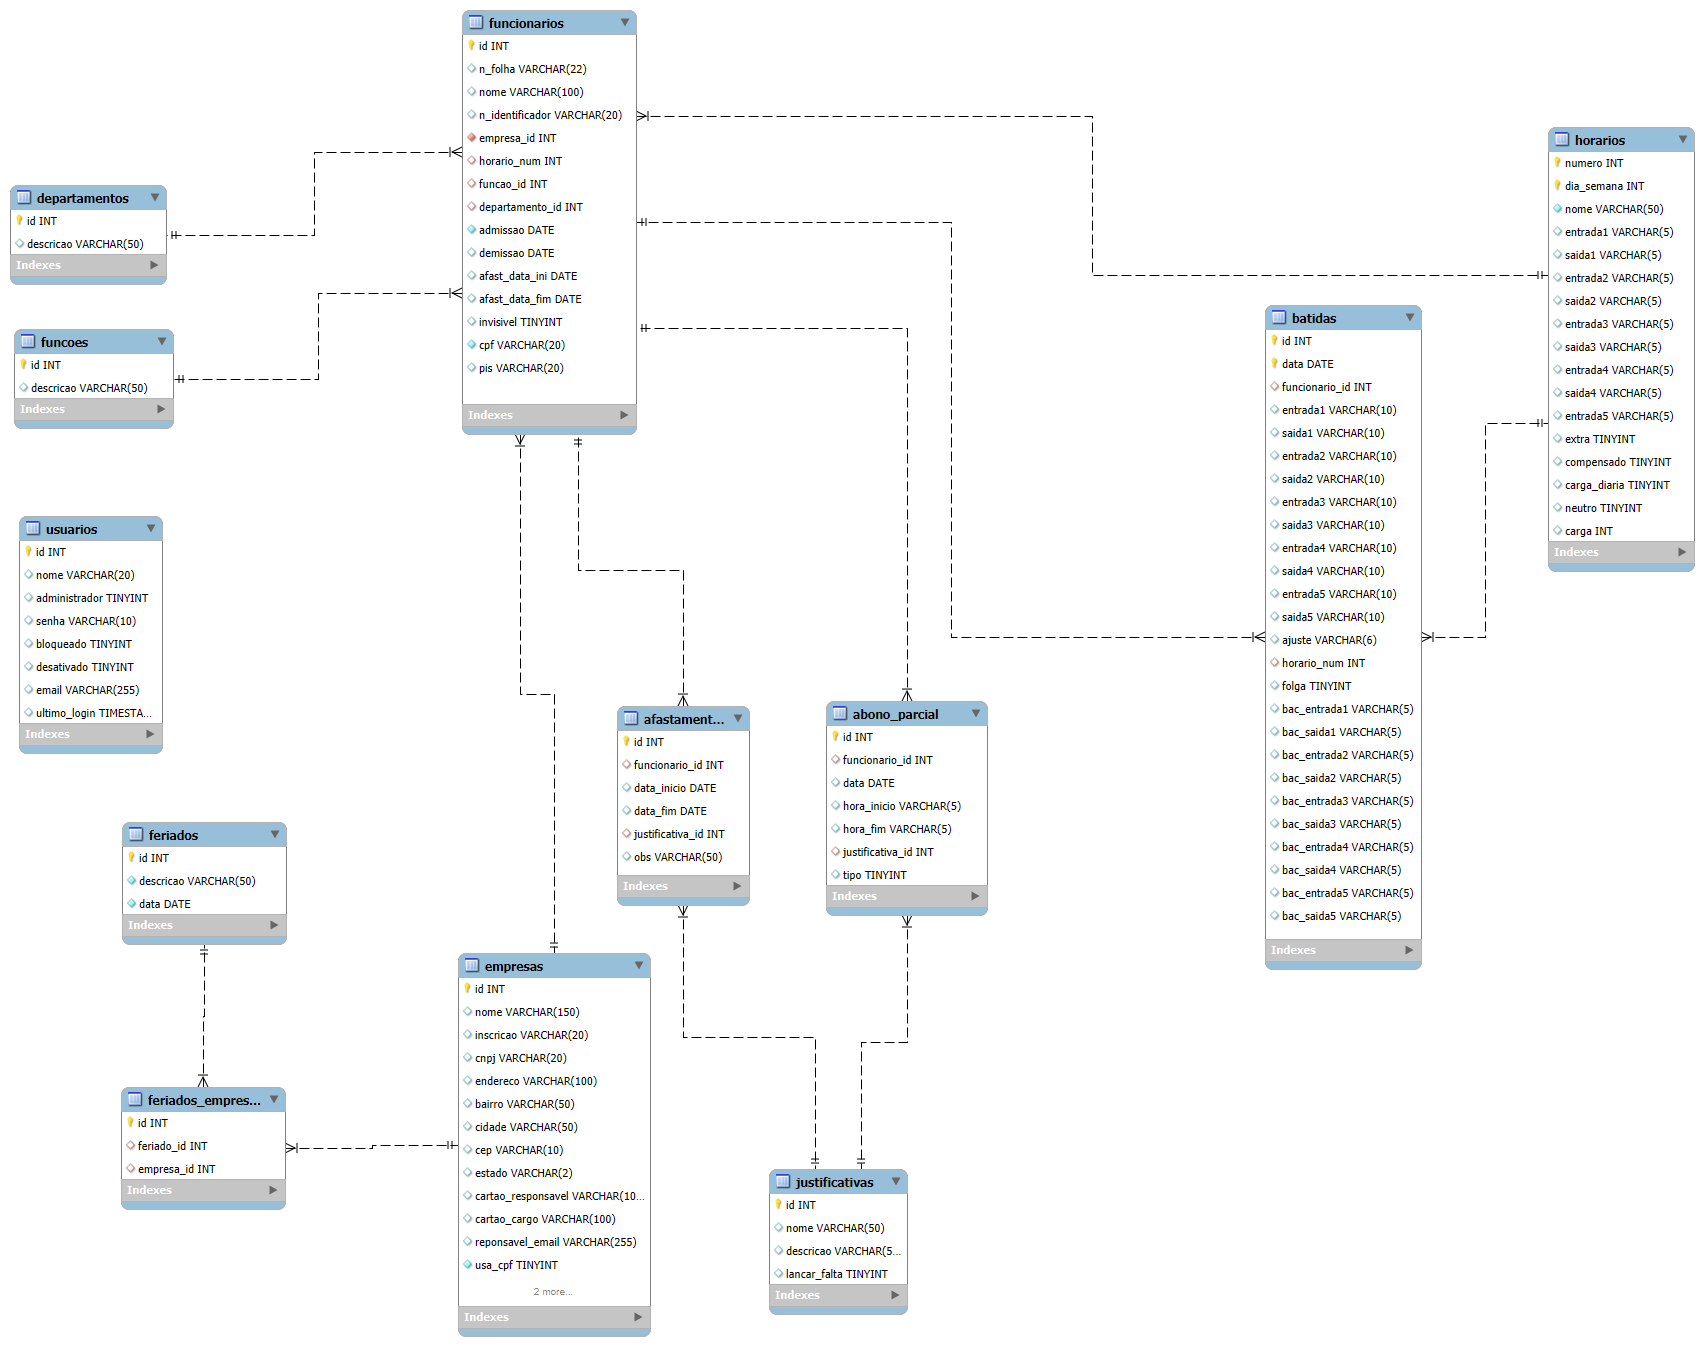 funcionarios
id INT
n_folha VARCHAR(22)
nome VARCHAR(100)
n_identificador VARCHAR(20)
empresa_id INT
horario_num INT
funcao_id INT
departamento_id INT
admissao DATE
demissao DATE
afast_data_ini DATE
afast_data_fim DATE
invisivel TINYINT
cpf VARCHAR(20)
pis VARCHAR(20)
Indexes
departamentos
id INT
descricao VARCHAR(50)
Indexes
funcoes
id INT
descricao VARCHAR(50)
Indexes
horarios
numero INT
dia_semana INT
nome VARCHAR(50)
entrada1 VARCHAR(5)
saida1 VARCHAR(5)
entrada2 VARCHAR(5)
saida2 VARCHAR(5)
entrada3 VARCHAR(5)
saida3 VARCHAR(5)
entrada4 VARCHAR(5)
saida4 VARCHAR(5)
entrada5 VARCHAR(5)
extra TINYINT
compensado TINYINT
carga_diaria TINYINT
neutro TINYINT
carga INT
Indexes
batidas
id INT
data DATE
funcionario_id INT
entrada1 VARCHAR(10)
saida1 VARCHAR(10)
entrada2 VARCHAR(10)
saida2 VARCHAR(10)
entrada3 VARCHAR(10)
saida3 VARCHAR(10)
entrada4 VARCHAR(10)
saida4 VARCHAR(10)
entrada5 VARCHAR(10)
saida5 VARCHAR(10)
ajuste VARCHAR(6)
horario_num INT
folga TINYINT
bac_entrada1 VARCHAR(5)
bac_saida1 VARCHAR(5)
bac_entrada2 VARCHAR(5)
bac_saida2 VARCHAR(5)
bac_entrada3 VARCHAR(5)
bac_saida3 VARCHAR(5)
bac_entrada4 VARCHAR(5)
bac_saida4 VARCHAR(5)
bac_entrada5 VARCHAR(5)
bac_saida5 VARCHAR(5)
Indexes
usuarios
id INT
nome VARCHAR(20)
administrador TINYINT
senha VARCHAR(10)
bloqueado TINYINT
desativado TINYINT
email VARCHAR(255)
ultimo_login TIMESTA...
Indexes
afastament...
id INT
funcionario_id INT
data_inicio DATE
data_fim DATE
justificativa_id INT
obs VARCHAR(50)
Indexes
abono_parcial
id INT
funcionario_id INT
data DATE
hora_inicio VARCHAR(5)
hora_fim VARCHAR(5)
justificativa_id INT
tipo TINYINT
Indexes
feriados
id INT
descricao VARCHAR(50)
data DATE
Indexes
feriados_empres...
id INT
feriado_id INT
empresa_id INT
Indexes
empresas
id INT
nome VARCHAR(150)
inscricao VARCHAR(20)
cnpj VARCHAR(20)
endereco VARCHAR(100)
bairro VARCHAR(50)
cidade VARCHAR(50)
cep VARCHAR(10)
estado VARCHAR(2)
cartao_responsavel VARCHAR(10...
cartao_cargo VARCHAR(100)
reponsavel_email VARCHAR(255)
usa_cpf TINYINT
2 more...
Indexes
justificativas
id INT
nome VARCHAR(50)
descricao VARCHAR(5...
lancar_falta TINYINT
Indexes